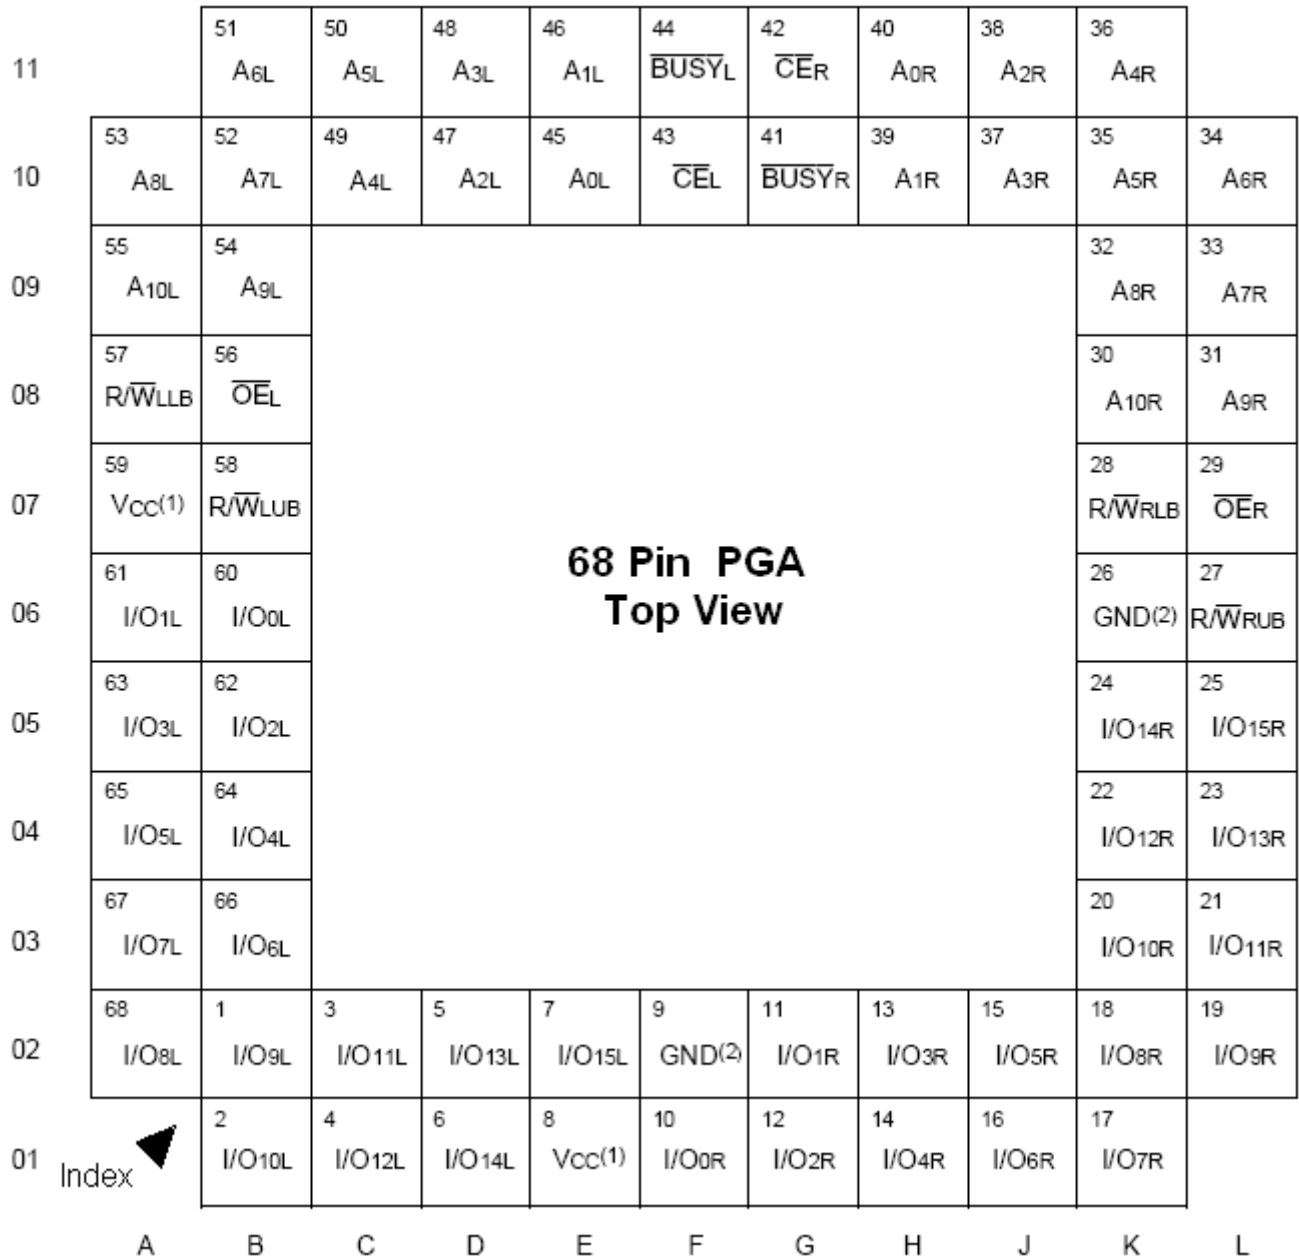 51 50 48 46 44 42 40 38 36
11 A6L A5L A3L A1L BUSYL CER A0R A2R A4R
53 52 49 47 45 43 41 39 37 35 34
10 A8L A7L A4L A2L A0L CEL BUSYR A1R A3R A5R A6R
55 54 32 33
09 A10L A9L A8R A7R
57 56 30 31
08 R/WLLB OEL A10R A9R
59 58 28 29
07 VCC(1) R/WLUB R/WRLB OER
68 Pin PGA
61 60 26 27
06 I/O1L I/O0L GND(2) R/WRUB
Top View
63 62 24 25
05 I/O3L I/O2L I/O14R I/O15R
65 64 22 23
04 I/O5L I/O4L I/O12R I/O13R
67 66 20 21
03 I/O7L I/O6L I/O10R I/O11R
68 1 3 5 7 9 11 13 15 18 19
02 I/O8L I/O9L I/O11L I/O13L I/O15L GND(2) I/O1R I/O3R I/O5R I/O8R I/O9R
2 4 6 8 10 12 14 16 17
01 Index I/O10L I/O12L I/O14L VCC(1) I/O0R I/O2R I/O4R I/O6R I/O7R
A B C D E F G H J K L